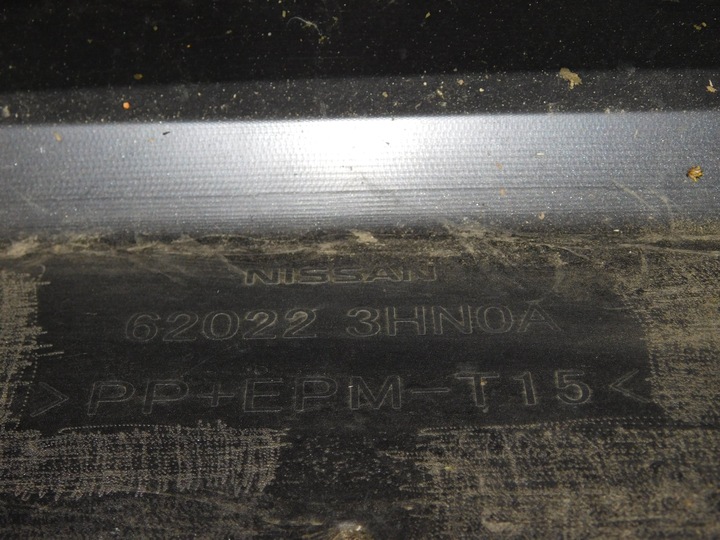 NISSAN
62022 3HN0A
>PP+EPM-T15<